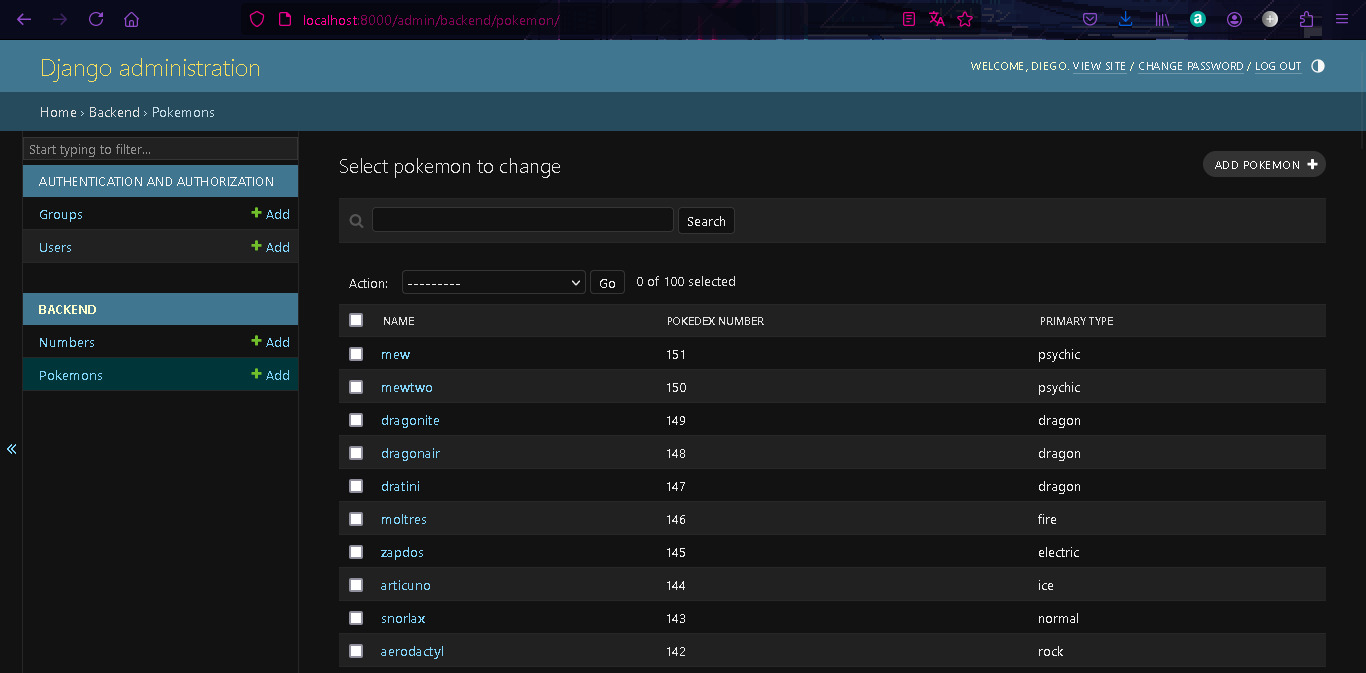 localhost:8000/admin/backend/pokemon/
Django administration
WELCOME, DIEGO. VIEW SITE / CHANGE PASSWORD / LOG OUT
Home › Backend › Pokemons
Start typing to filter...
AUTHENTICATION AND AUTHORIZATION
Groups + Add
Users + Add
BACKEND
Numbers + Add
Pokemons + Add
«
Select pokemon to change
ADD POKEMON +
Search
Action: --------- Go 0 of 100 selected
NAME POKEDEX NUMBER PRIMARY TYPE
mew 151 psychic
mewtwo 150 psychic
dragonite 149 dragon
dragonair 148 dragon
dratini 147 dragon
moltres 146 fire
zapdos 145 electric
articuno 144 ice
snorlax 143 normal
aerodactyl 142 rock